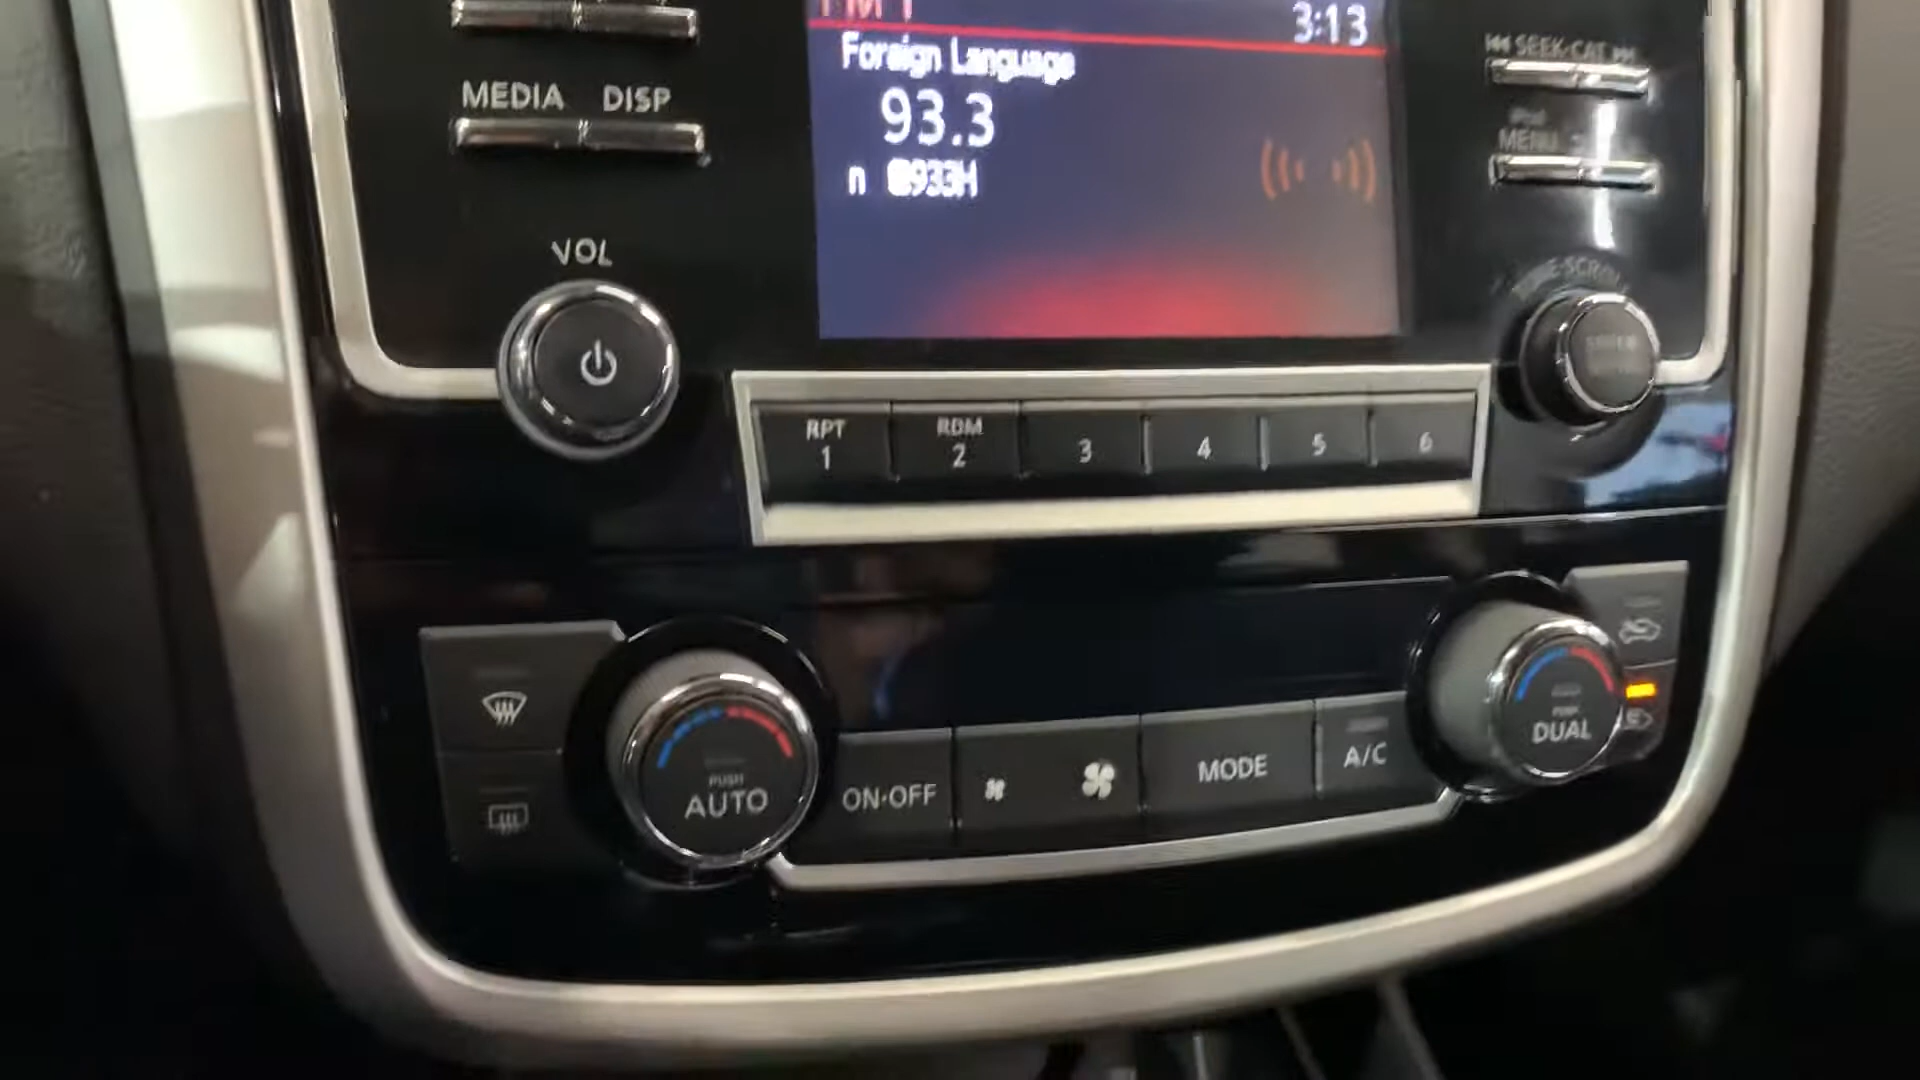 FM1 3:13
Foreign Language
93.3
MEDIA DISP
SEEK·CAT
MENU
VOL
RPT RDM
1 2 3 4 5 6
PUSH
AUTO
ON·OFF
MODE
A/C
PUSH
DUAL